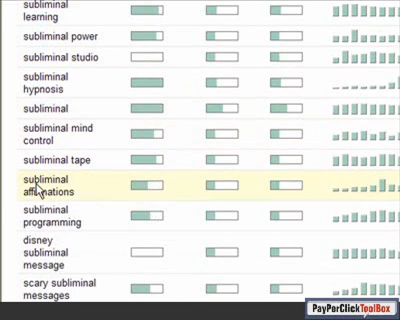 subliminal
learning
subliminal power
subliminal studio
subliminal
hypnosis
subliminal
subliminal mind
control
subliminal tape
subliminal
affirmations
subliminal
programming
disney
subliminal
message
scary subliminal
messages
PayPerClickToolBox